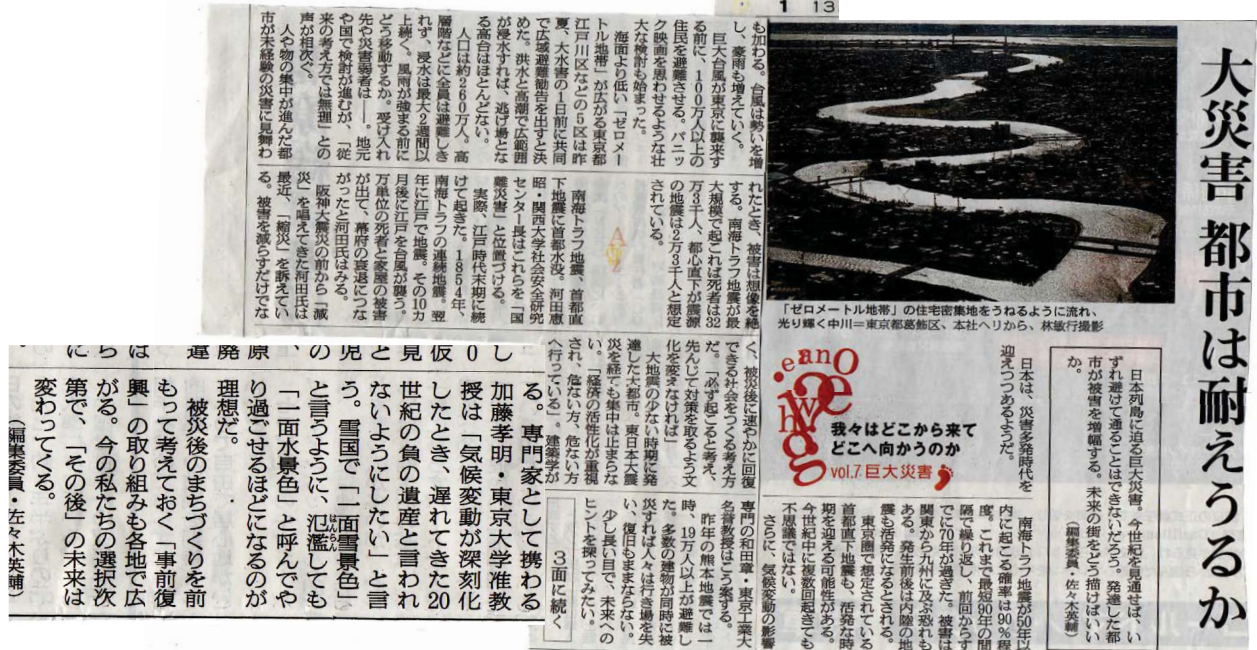 1 13
大災害 都市は耐えうるか
「ゼロメートル地帯」の住宅密集地をうねるように流れ、
光り輝く中川＝東京都葛飾区、本社ヘリから、林敏行撮影
日本列島に迫る巨大災害。今世紀を見通せば、い
ずれ避けて通ることはできないだろう。発達した都
市が被害を増幅する。未来の街をどう描けばいい
か。
（編集委員・佐々木英輔）
我々はどこから来て
どこへ向かうのか
vol.7 巨大災害
日本は、災害多発時代を
迎えつつあるようだ。
南海トラフ地震が50年以
内に起こる確率は90％程
度。これまで最短90年の間
隔で繰り返し、前回からす
でに70年が過ぎた。被害は
関東から九州に及ぶ恐れも
ある。発生前後は内陸の地
震も活発になるとされる。
東京圏で想定されている
首都直下地震も、活発な時
期を迎える可能性がある。
今世紀中に複数回起きても
不思議ではない。
さらに、気候変動の影響
も加わる。台風は勢いを増
し、豪雨も増えていく。
巨大台風が東京に襲来す
る前に、100万人以上の
住民を避難させる。パニッ
ク映画を思わせるような壮
大な検討も始まった。
海面より低い「ゼロメー
トル地帯」が広がる東京都
江戸川区などの5区は昨
夏、大水害の1日前に共同
で広域避難勧告を出すと決
めた。洪水と高潮で広範囲
が浸水すれば、逃げ場とな
る高台はほとんどない。
人口は約260万人。高
層階などに全員は避難しき
れず、浸水は最大2週間以
上続く。風雨が強まる前に
どう移動するか。受け入れ
先や災害弱者は――。地元
や国で検討が進むが、「従
来の考え方では無理」との
声が相次ぐ。
人や物の集中が進んだ都
市が未経験の災害に見舞わ
れたとき、被害は想像を絶
する。南海トラフ地震が最
大規模で起これば死者は32
万3千人、都心直下が震源
の地震は2万3千人と想定
されている。
南海トラフ地震、首都直
下地震に首都水没。河田恵
昭・関西大学社会安全研究
センター長はこれらを「国
難災害」と位置づける。
実際、江戸時代末期に続
けて起きた。1854年、
南海トラフの連続地震。翌
年に江戸で地震。その10カ
月後に江戸を台風が襲う。
万単位の死者と家屋の被害
が出て、幕府の衰退につな
がったと河田氏はみる。
阪神大震災の前から「減
災」を唱えてきた河田氏は
最近、「縮災」を訴えてい
る。被害を減らすだけでな
く、被災後に速やかに回復
できる社会をつくる考え方
だ。「必ず起こると考え、
先んじて対策を取るよう文
化を変えなければ」
大地震の少ない時期に発
達した大都市。東日本大震
災を経ても集中は止まらな
い。「経済の活性化が重視
され、危ない方、危ない方
へ行っている」。建築学が
専門の和田章・東京工業大
名誉教授はこう案ずる。
昨年の熊本地震では一
時、19万人以上が避難し
た。多数の建物が同時に被
災すれば人々は行き場を失
い、復旧もままならない。
少し長い目で、未来への
ヒントを探ってみたい。
3面に続く
る。専門家として携わる
加藤孝明・東京大学准教
授は「気候変動が深刻化
したとき、遅れてきた20
世紀の負の遺産と言われ
ないようにしたい」と言
う。雪国で「一面雪景色」
と言うように、氾濫しても
「一面水景色」と呼んでや
り過ごせるほどになるのが
理想だ。
被災後のまちづくりを前
もって考えておく「事前復
興」の取り組みも各地で広
がる。今の私たちの選択次
第で、「その後」の未来は
変わってくる。
（編集委員・佐々木英輔）